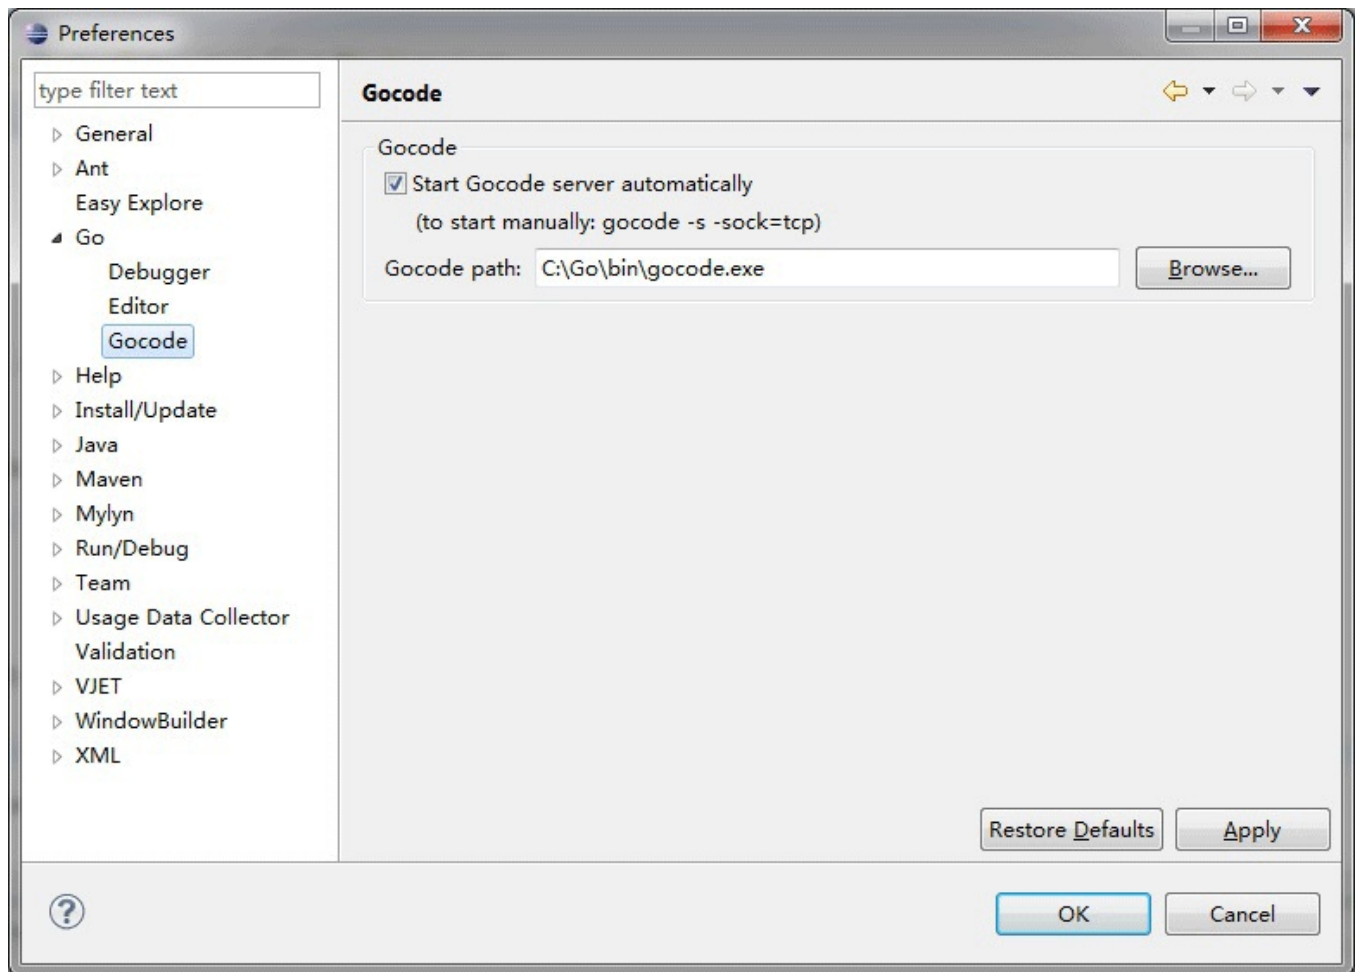 Preferences
type filter text
General
Ant
Easy Explore
Go
Debugger
Editor
Gocode
Help
Install/Update
Java
Maven
Mylyn
Run/Debug
Team
Usage Data Collector
Validation
VJET
WindowBuilder
XML
Gocode
Gocode
Start Gocode server automatically
(to start manually: gocode -s -sock=tcp)
Gocode path: C:\Go\bin\gocode.exe Browse...
Restore Defaults Apply
? OK Cancel